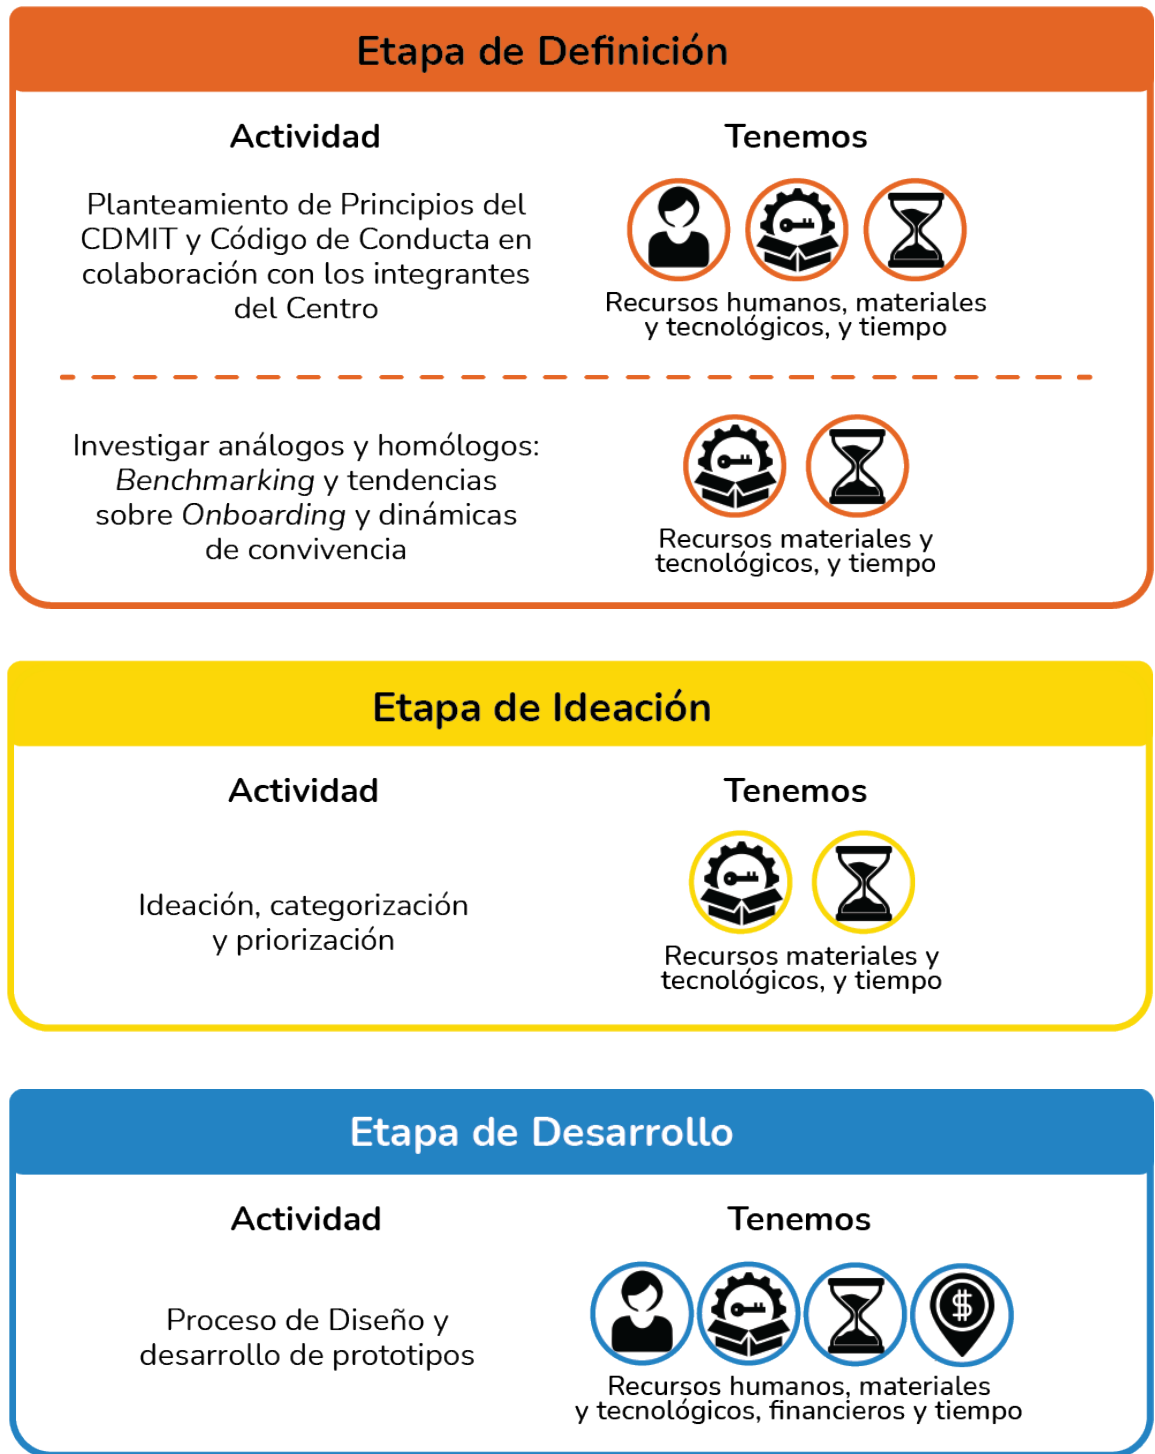 Etapa de Definición
Actividad
Tenemos
Planteamiento de Principios del
CDMIT y Código de Conducta en
colaboración con los integrantes
del Centro
Recursos humanos, materiales
y tecnológicos, y tiempo
Investigar análogos y homólogos:
Benchmarking y tendencias
sobre Onboarding y dinámicas
de convivencia
Recursos materiales y
tecnológicos, y tiempo
Etapa de Ideación
Actividad
Tenemos
Ideación, categorización
y priorización
Recursos materiales y
tecnológicos, y tiempo
Etapa de Desarrollo
Actividad
Tenemos
$
Proceso de Diseño y
desarrollo de prototipos
Recursos humanos, materiales
y tecnológicos, financieros y tiempo